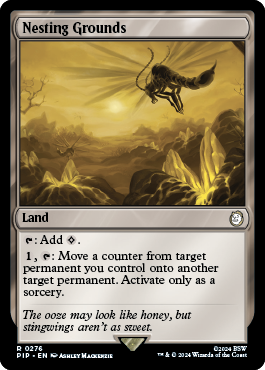 Nesting Grounds
Land
: Add .
1, : Move a counter from target
permanent you control onto another
target permanent. Activate only as a
sorcery.
The ooze may look like honey, but
stingwings aren't as sweet.
R 0276
PIP • EN Ashley Mackenzie
©2024 BSW
™ & © 2024 Wizards of the Coast